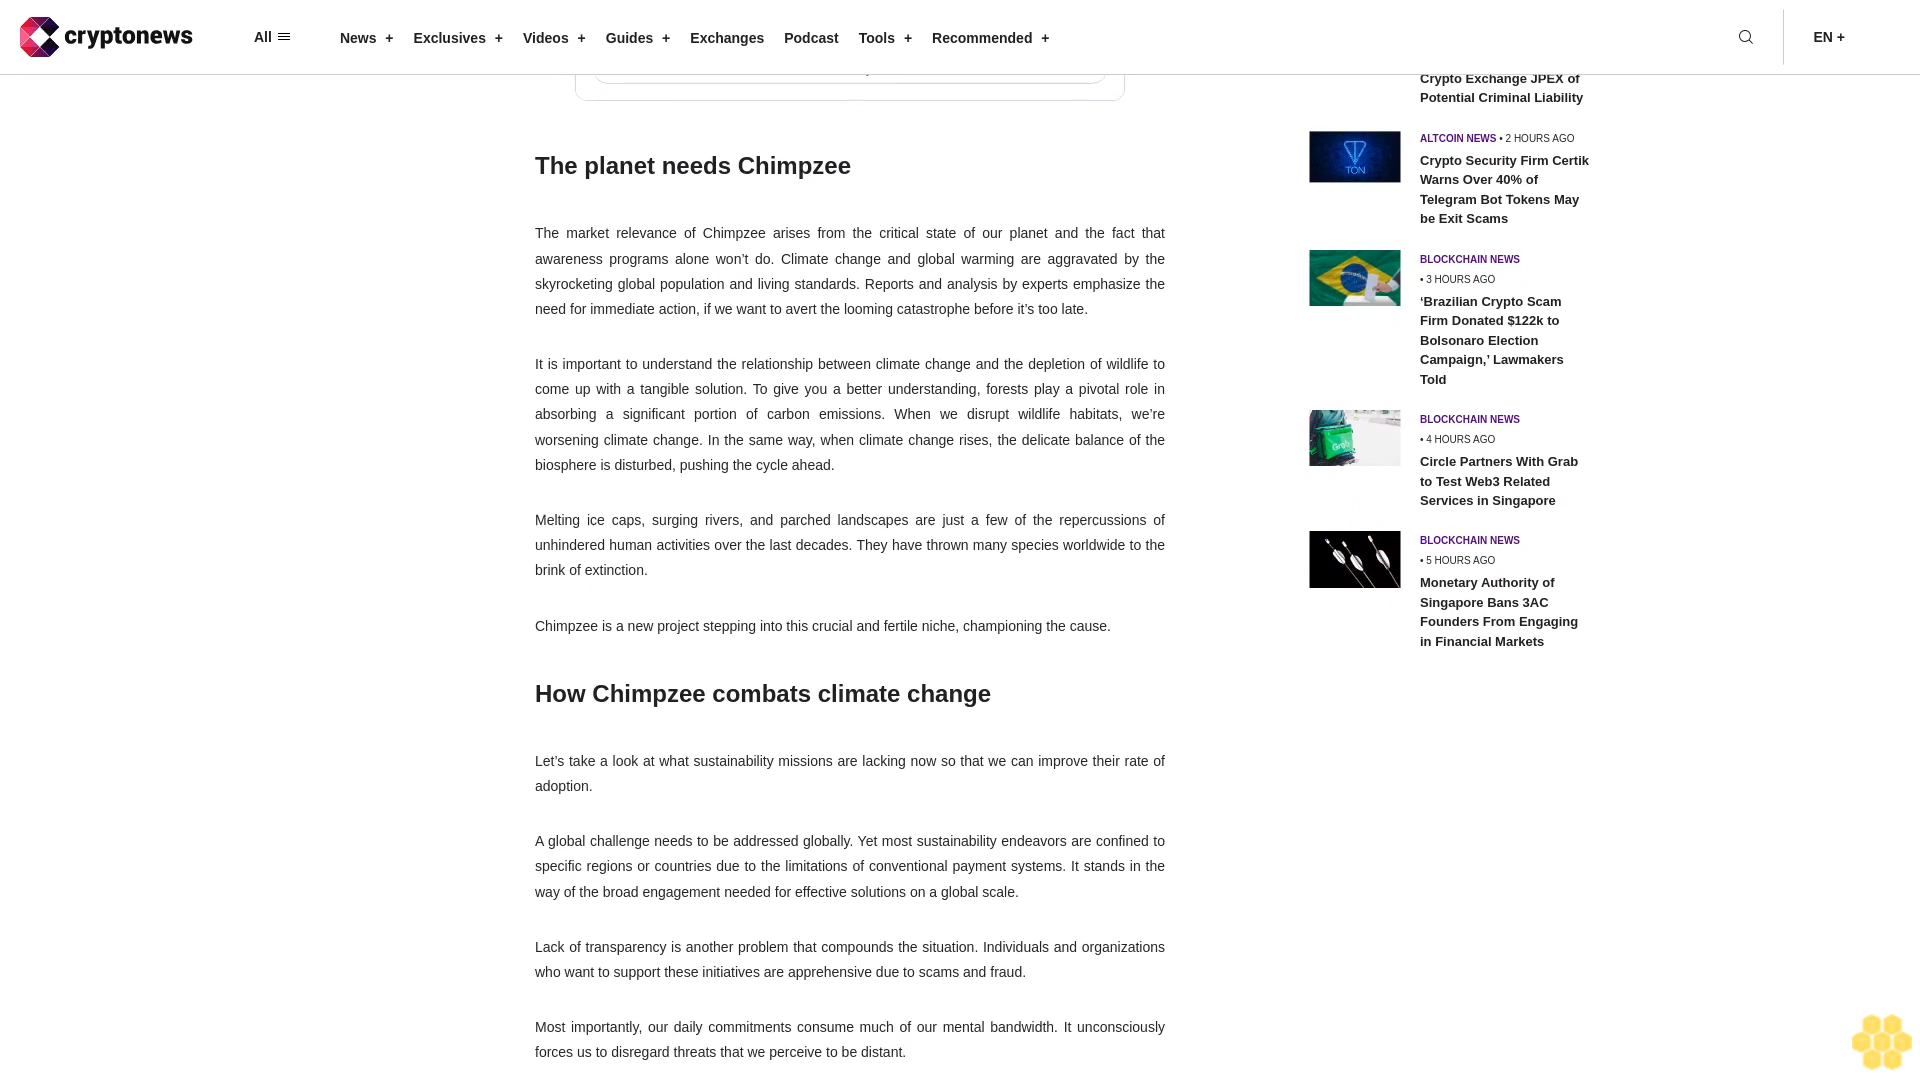 cryptonews
All
News + Exclusives + Videos + Guides + Exchanges Podcast Tools + Recommended +
EN +
The planet needs Chimpzee
The market relevance of Chimpzee arises from the critical state of our planet and the fact that
awareness programs alone won’t do. Climate change and global warming are aggravated by the
skyrocketing global population and living standards. Reports and analysis by experts emphasize the
need for immediate action, if we want to avert the looming catastrophe before it’s too late.
It is important to understand the relationship between climate change and the depletion of wildlife to
come up with a tangible solution. To give you a better understanding, forests play a pivotal role in
absorbing a significant portion of carbon emissions. When we disrupt wildlife habitats, we’re
worsening climate change. In the same way, when climate change rises, the delicate balance of the
biosphere is disturbed, pushing the cycle ahead.
Melting ice caps, surging rivers, and parched landscapes are just a few of the repercussions of
unhindered human activities over the last decades. They have thrown many species worldwide to the
brink of extinction.
Chimpzee is a new project stepping into this crucial and fertile niche, championing the cause.
How Chimpzee combats climate change
Let’s take a look at what sustainability missions are lacking now so that we can improve their rate of
adoption.
A global challenge needs to be addressed globally. Yet most sustainability endeavors are confined to
specific regions or countries due to the limitations of conventional payment systems. It stands in the
way of the broad engagement needed for effective solutions on a global scale.
Lack of transparency is another problem that compounds the situation. Individuals and organizations
who want to support these initiatives are apprehensive due to scams and fraud.
Most importantly, our daily commitments consume much of our mental bandwidth. It unconsciously
forces us to disregard threats that we perceive to be distant.
Crypto Exchange JPEX of
Potential Criminal Liability
TON
ALTCOIN NEWS • 2 HOURS AGO
Crypto Security Firm Certik
Warns Over 40% of
Telegram Bot Tokens May
be Exit Scams
BLOCKCHAIN NEWS
• 3 HOURS AGO
‘Brazilian Crypto Scam
Firm Donated $122k to
Bolsonaro Election
Campaign,’ Lawmakers
Told
Grab
BLOCKCHAIN NEWS
• 4 HOURS AGO
Circle Partners With Grab
to Test Web3 Related
Services in Singapore
BLOCKCHAIN NEWS
• 5 HOURS AGO
Monetary Authority of
Singapore Bans 3AC
Founders From Engaging
in Financial Markets